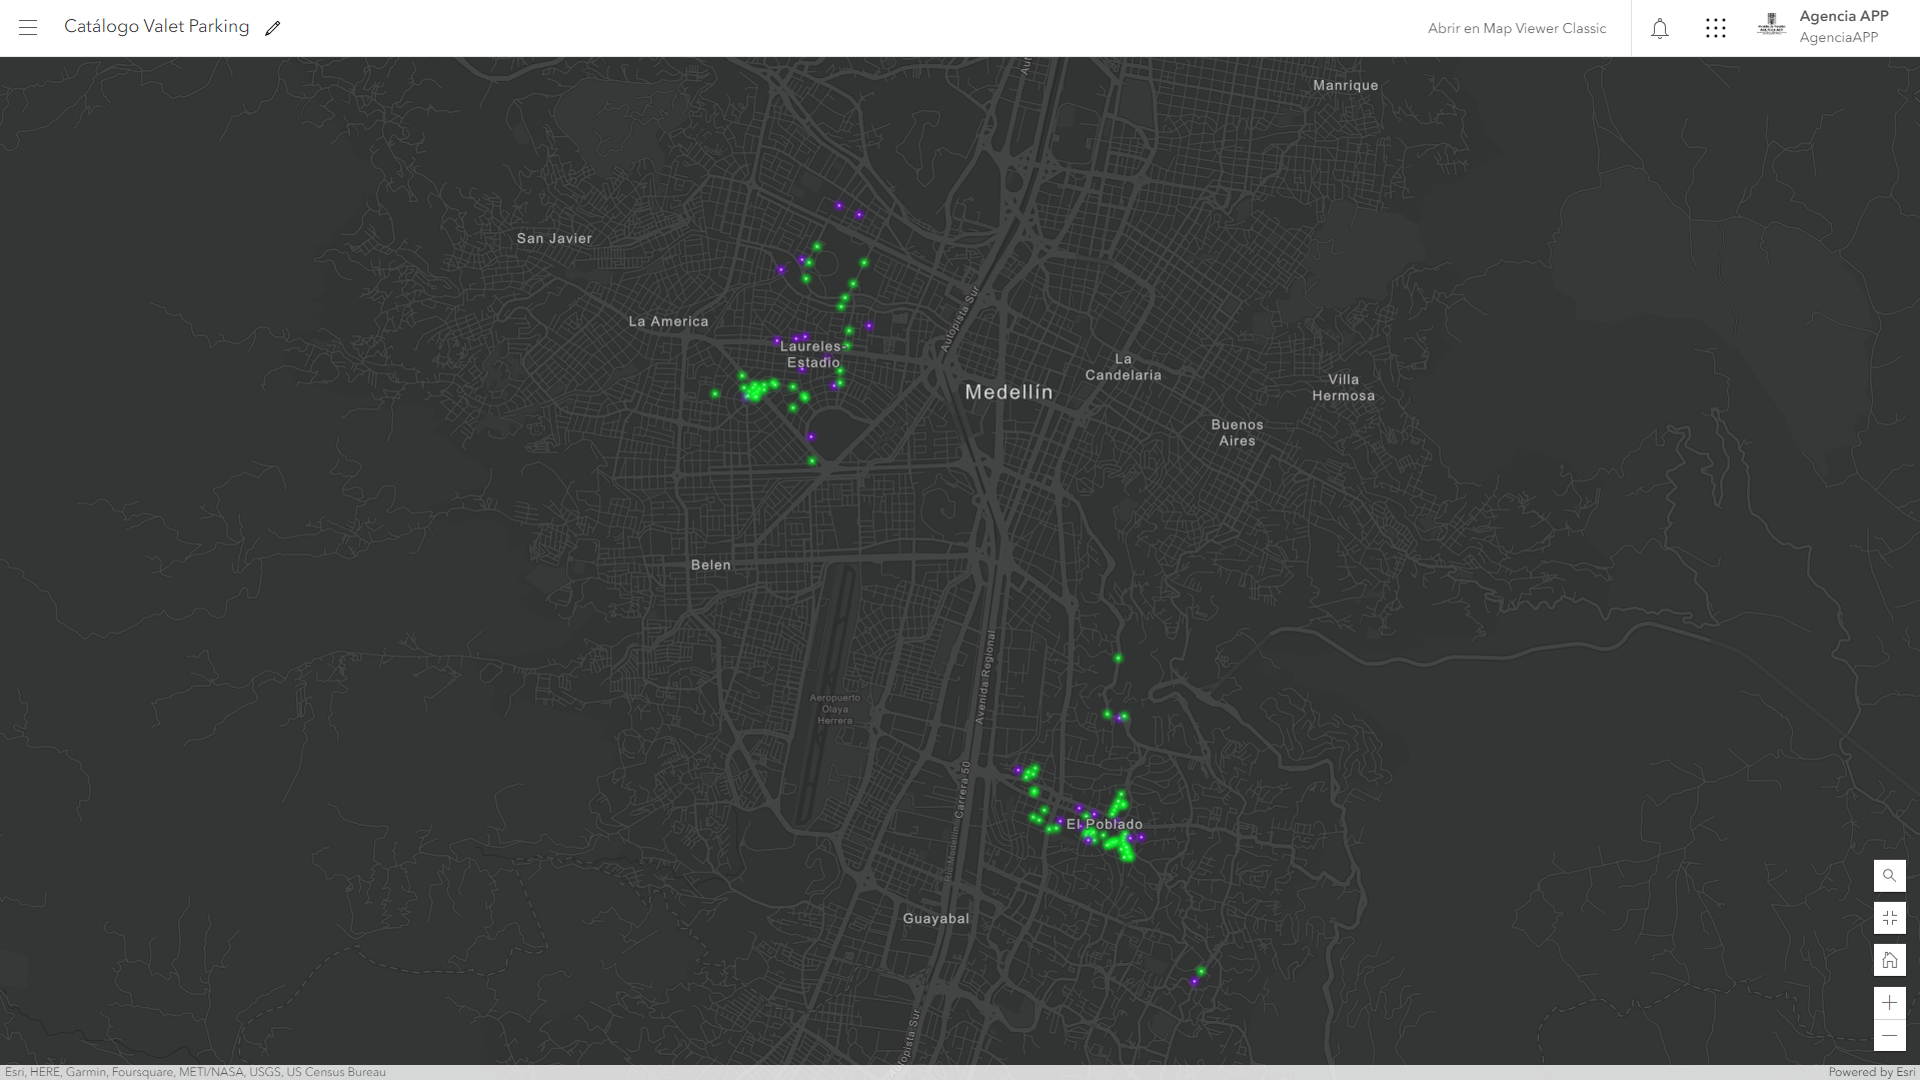 Catálogo Valet Parking
Abrir en Map Viewer Classic
Agencia APP
AgenciaAPP
Manrique
San Javier
Autopista Sur
La America
Laureles-
Estadio
La
Candelaria
Medellín
Villa
Hermosa
Buenos
Aires
Belen
Avenida Regional
Aeropuerto
Olaya
Herrera
Carrera 50
El Poblado
Río Medellín
Guayabal
Autopista Sur
Esri, HERE, Garmin, Foursquare, METI/NASA, USGS, US Census Bureau
Powered by Esri